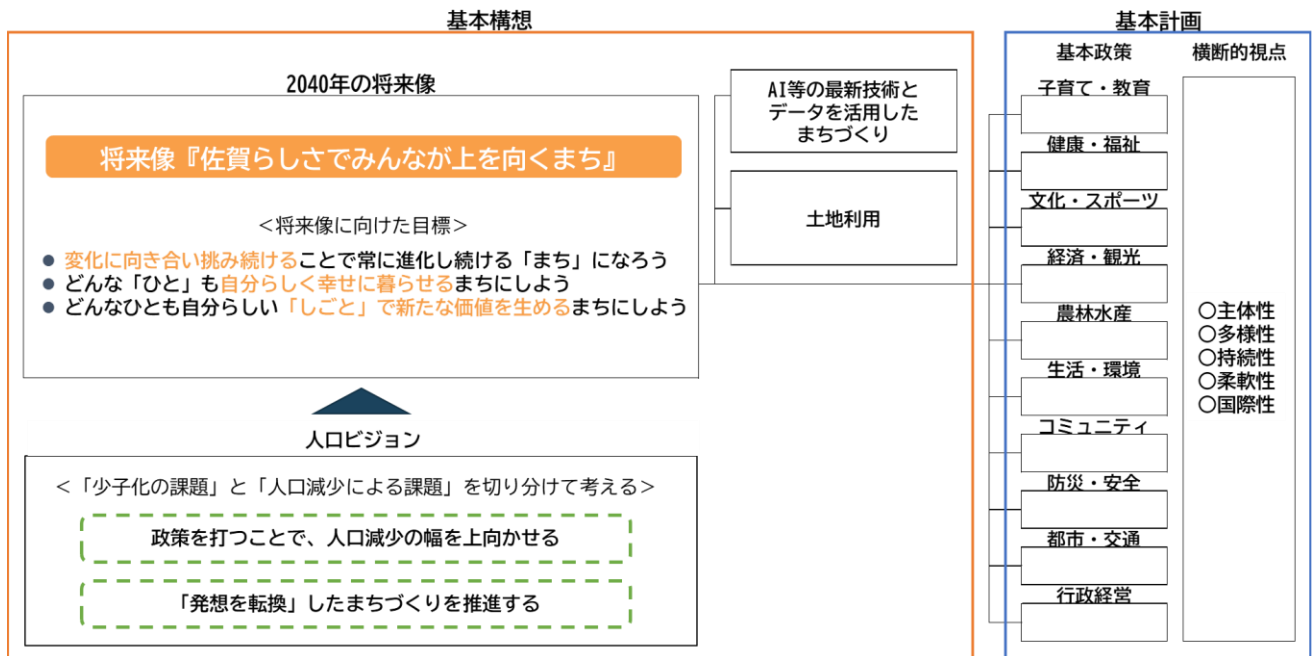 基本構想
2040年の将来像
将来像『佐賀らしさでみんなが上を向くまち』
＜将来像に向けた目標＞
● 変化に向き合い挑み続けることで常に進化し続ける「まち」になろう
● どんな「ひと」も自分らしく幸せに暮らせるまちにしよう
● どんなひとも自分らしい「しごと」で新たな価値を生めるまちにしよう
人口ビジョン
＜「少子化の課題」と「人口減少による課題」を切り分けて考える＞
政策を打つことで、人口減少の幅を上向かせる
「発想を転換」したまちづくりを推進する
AI等の最新技術と
データを活用した
まちづくり
土地利用
基本計画
基本政策
子育て・教育
健康・福祉
文化・スポーツ
経済・観光
農林水産
生活・環境
コミュニティ
防災・安全
都市・交通
行政経営
横断的視点
○主体性
○多様性
○持続性
○柔軟性
○国際性